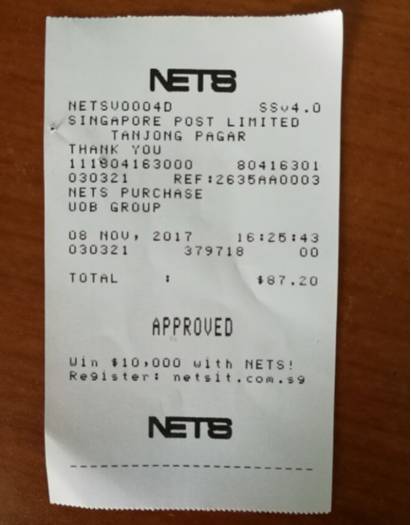 NETS
NETSV0004D SSv4.0
SINGAPORE POST LIMITED
TANJONG PAGAR
THANK YOU
111904163000 80416301
030321 REF:2635AA0003
NETS PURCHASE
UOB GROUP
08 NOV, 2017 16:25:43
030321 379718 00
TOTAL : $87.20
APPROVED
Win $10,000 with NETS!
Register: netsit.com.sg
NETS